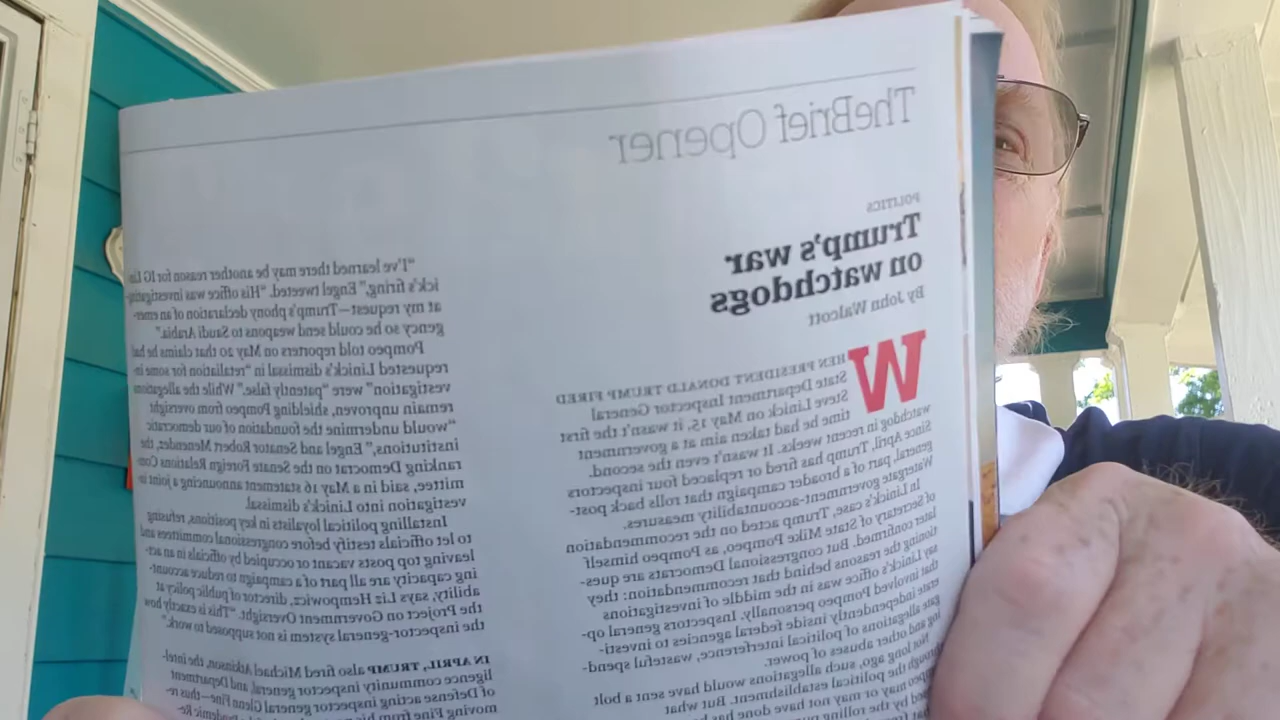 TheBrief Opener
POLITICS
Trump's war
on watchdogs
By John Walcott
WHEN PRESIDENT DONALD TRUMP FIRED
State Department Inspector General
Steve Linick on May 15, it wasn't the first
time he had taken aim at a government
watchdog in recent weeks. It wasn't even the second.
Since April, Trump has fired or replaced four inspectors
general, part of a broader campaign that rolls back post-
Watergate government-accountability measures.
In Linick's case, Trump acted on the recommendation
of Secretary of State Mike Pompeo, as Pompeo himself
later confirmed. But congressional Democrats are ques-
tioning the reasons behind that recommendation: they
say Linick's office was in the middle of investigations
that involved Pompeo personally. Inspectors general op-
erate independently inside federal agencies to investi-
gate allegations of political interference, wasteful spend-
ing and other abuses of power.
Not long ago, such allegations would have sent a bolt
through the political establishment. But what
may or may not have done has
by the rolling
"I've learned there may be another reason for IG Lin
ick's firing," Engel tweeted. "His office was investigating
at my request—Trump's phony declaration of an emer-
gency so he could send weapons to Saudi Arabia."
Pompeo told reporters on May 20 that claims he had
requested Linick's dismissal in "retaliation for some in-
vestigation" were "patently false." While the allegations
remain unproven, shielding Pompeo from oversight
"would undermine the foundation of our democratic
institutions," Engel and Senator Robert Menendez, the
ranking Democrat on the Senate Foreign Relations Com
mittee, said in a May 16 statement announcing a joint in
vestigation into Linick's dismissal.
Installing political loyalists in key positions, refusing
to let officials testify before congressional committees and
leaving top posts vacant or occupied by officials in an act-
ing capacity are all part of a campaign to reduce account-
ability, says Liz Hempowicz, director of public policy at
the Project on Government Oversight. "This is exactly how
the inspector-general system is not supposed to work."
IN APRIL, TRUMP also fired Michael Atkinson, the intel-
ligence community inspector general, and Department
of Defense acting inspector general Glenn Fine—thus re-
moving Fine from his